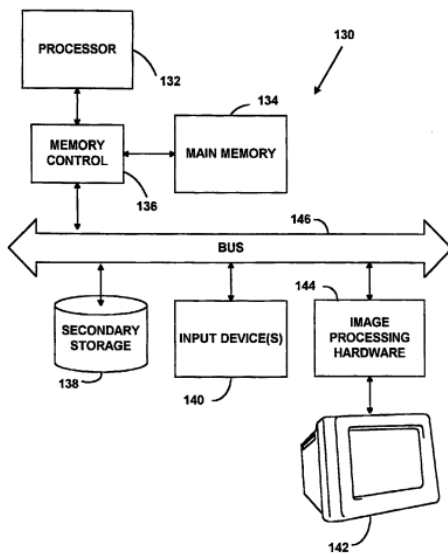 PROCESSOR
132
130
134
MEMORY
CONTROL
136
MAIN MEMORY
146
BUS
144
SECONDARY
STORAGE
138
INPUT DEVICE(S)
140
IMAGE
PROCESSING
HARDWARE
142